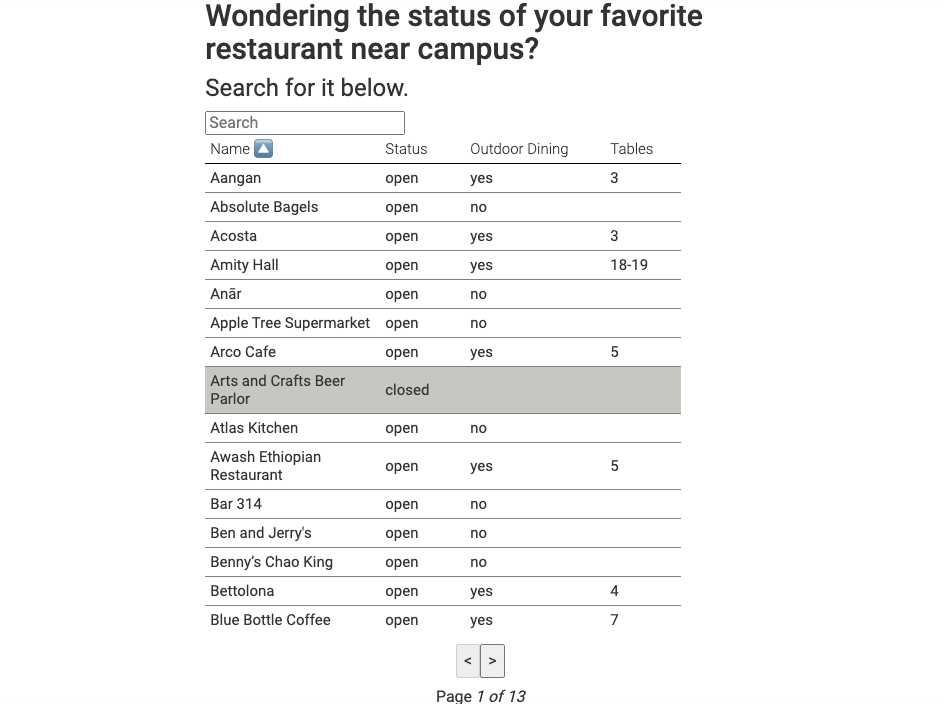 Wondering the status of your favorite
restaurant near campus?
Search for it below.
Search
Name Status Outdoor Dining Tables
Aangan open yes 3
Absolute Bagels open no
Acosta open yes 3
Amity Hall open yes 18-19
Anār open no
Apple Tree Supermarket open no
Arco Cafe open yes 5
Arts and Crafts Beer
Parlor closed
Atlas Kitchen open no
Awash Ethiopian
Restaurant open yes 5
Bar 314 open no
Ben and Jerry's open no
Benny’s Chao King open no
Bettolona open yes 4
Blue Bottle Coffee open yes 7
< >
Page 1 of 13